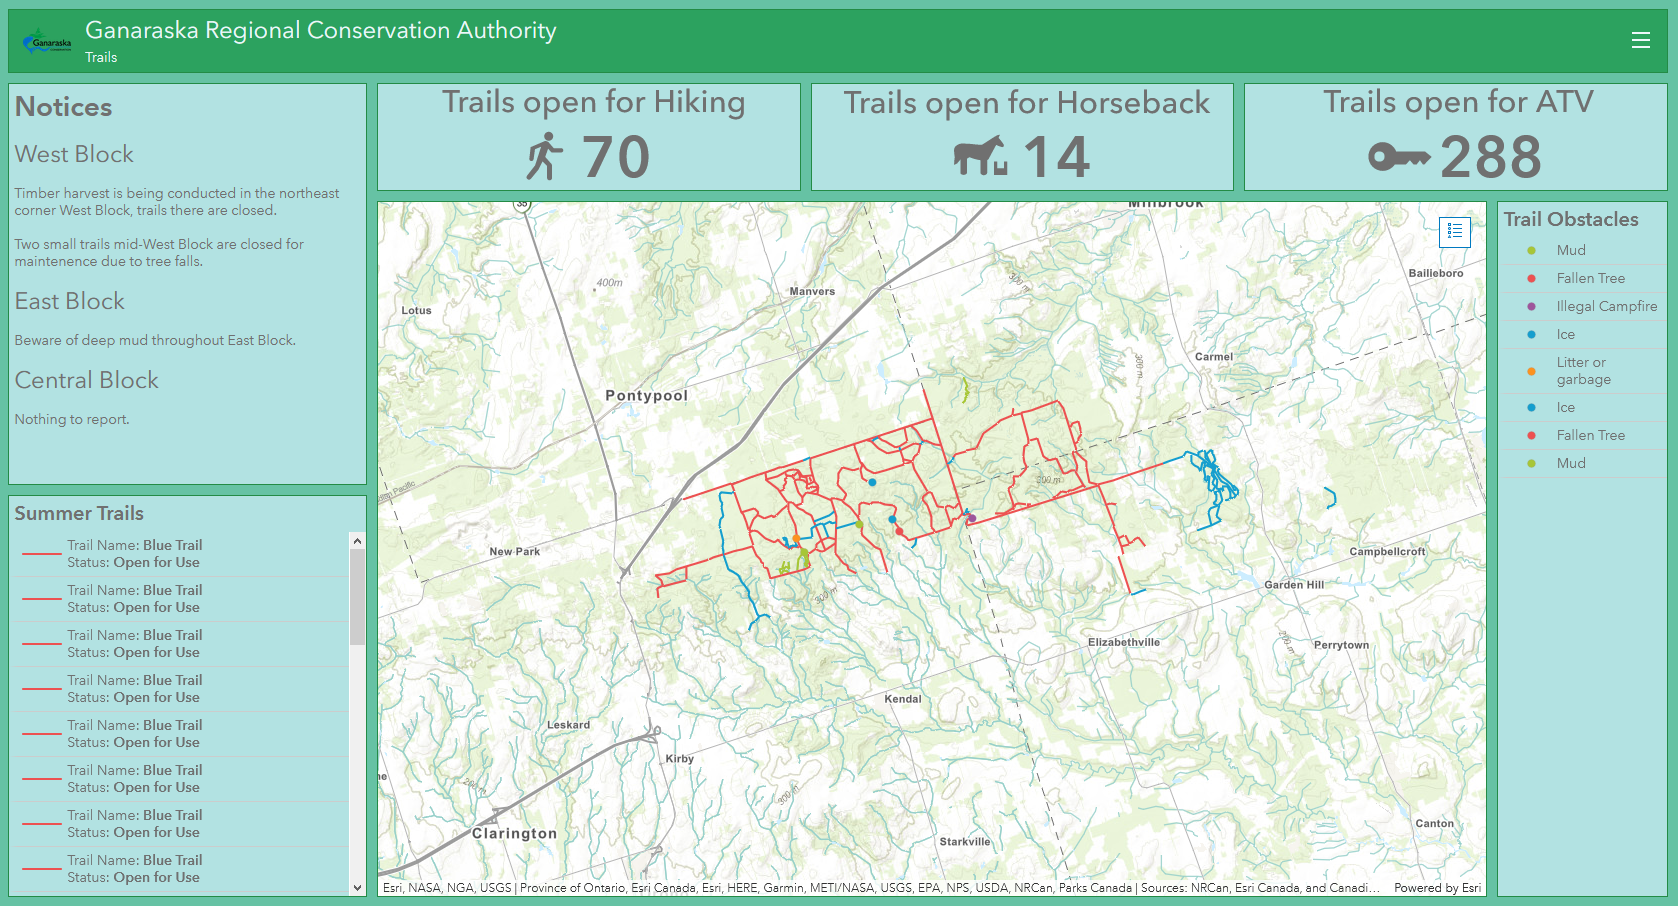 Ganaraska Regional Conservation Authority
Trails
Ganaraska
Notices
West Block
Timber harvest is being conducted in the northeast
corner West Block, trails there are closed.
Two small trails mid-West Block are closed for
maintenence due to tree falls.
East Block
Beware of deep mud throughout East Block.
Central Block
Nothing to report.
Summer Trails
Trail Name: Blue Trail
Status: Open for Use
Trail Name: Blue Trail
Status: Open for Use
Trail Name: Blue Trail
Status: Open for Use
Trail Name: Blue Trail
Status: Open for Use
Trail Name: Blue Trail
Status: Open for Use
Trail Name: Blue Trail
Status: Open for Use
Trail Name: Blue Trail
Status: Open for Use
Trail Name: Blue Trail
Status: Open for Use
Trails open for Hiking
70
Trails open for Horseback
14
Trails open for ATV
288
35
Millbrook
Bailleboro
400m
Manvers
300m
Lotus
Carmel
300m
Pontypool
Pacific
300m
New Park
Campbellcroft
Garden Hill
300m
Elizabethville
Perrytown
300 m
Kendal
Leskard
Kirby
200m
300 m
Clarington
Canton
Starkville
Esri, NASA, NGA, USGS | Province of Ontario, Esri Canada, Esri, HERE, Garmin, METI/NASA, USGS, EPA, NPS, USDA, NRCan, Parks Canada | Sources: NRCan, Esri Canada, and Canadi…
Powered by Esri
Trail Obstacles
Mud
Fallen Tree
Illegal Campfire
Ice
Litter or
garbage
Ice
Fallen Tree
Mud